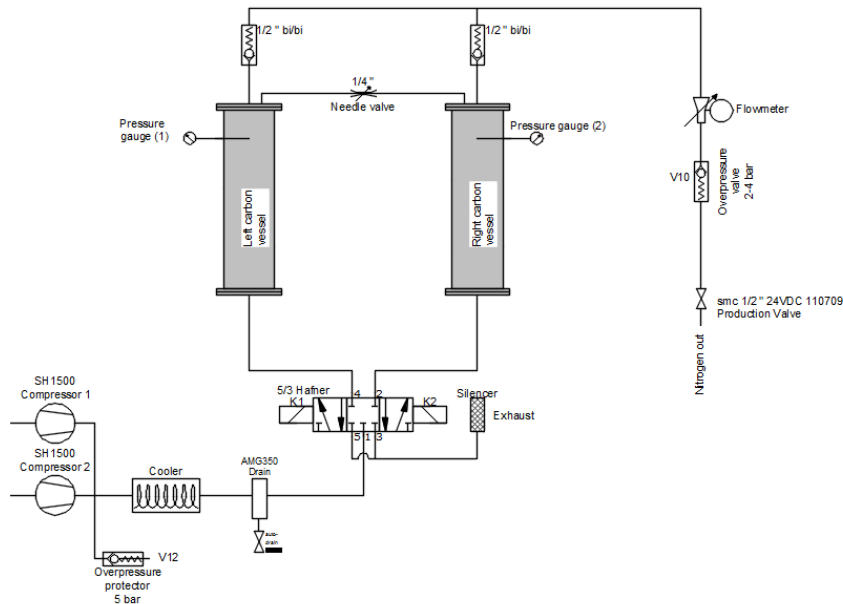 1/2 " bi/bi
1/2 " bi/bi
1/4 "
Needle valve
Flowmeter
Pressure
gauge (1)
Pressure gauge (2)
V10
Overpressure
valve
2-4 bar
Left carbon
vessel
Right carbon
vessel
smc 1/2 " 24VDC 110709
Production Valve
Nitrogen out
SH1500
Compressor 1
5/3 Hafner
4
2
K1
K2
Silencer
Exhaust
5
1
3
SH1500
Compressor 2
Cooler
AMG350
Drain
auto-
drain
V12
Overpressure
protector
5 bar